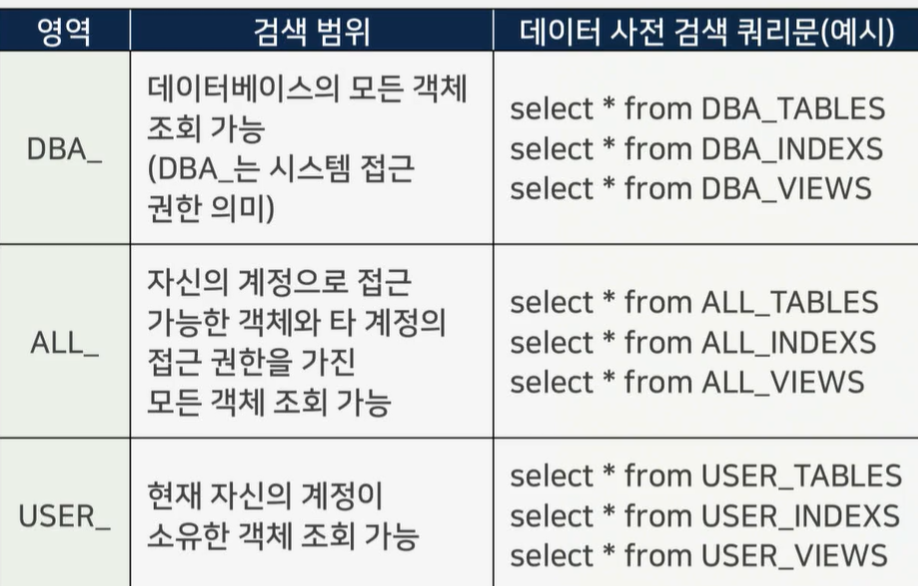 영역 검색 범위 데이터 사전 검색 쿼리문(예시)
DBA_
데이터베이스의 모든 객체
조회 가능
(DBA_는 시스템 접근
권한 의미)
select * from DBA_TABLES
select * from DBA_INDEXS
select * from DBA_VIEWS
ALL_
자신의 계정으로 접근
가능한 객체와 타 계정의
접근 권한을 가진
모든 객체 조회 가능
select * from ALL_TABLES
select * from ALL_INDEXS
select * from ALL_VIEWS
USER_
현재 자신의 계정이
소유한 객체 조회 가능
select * from USER_TABLES
select * from USER_INDEXS
select * from USER_VIEWS